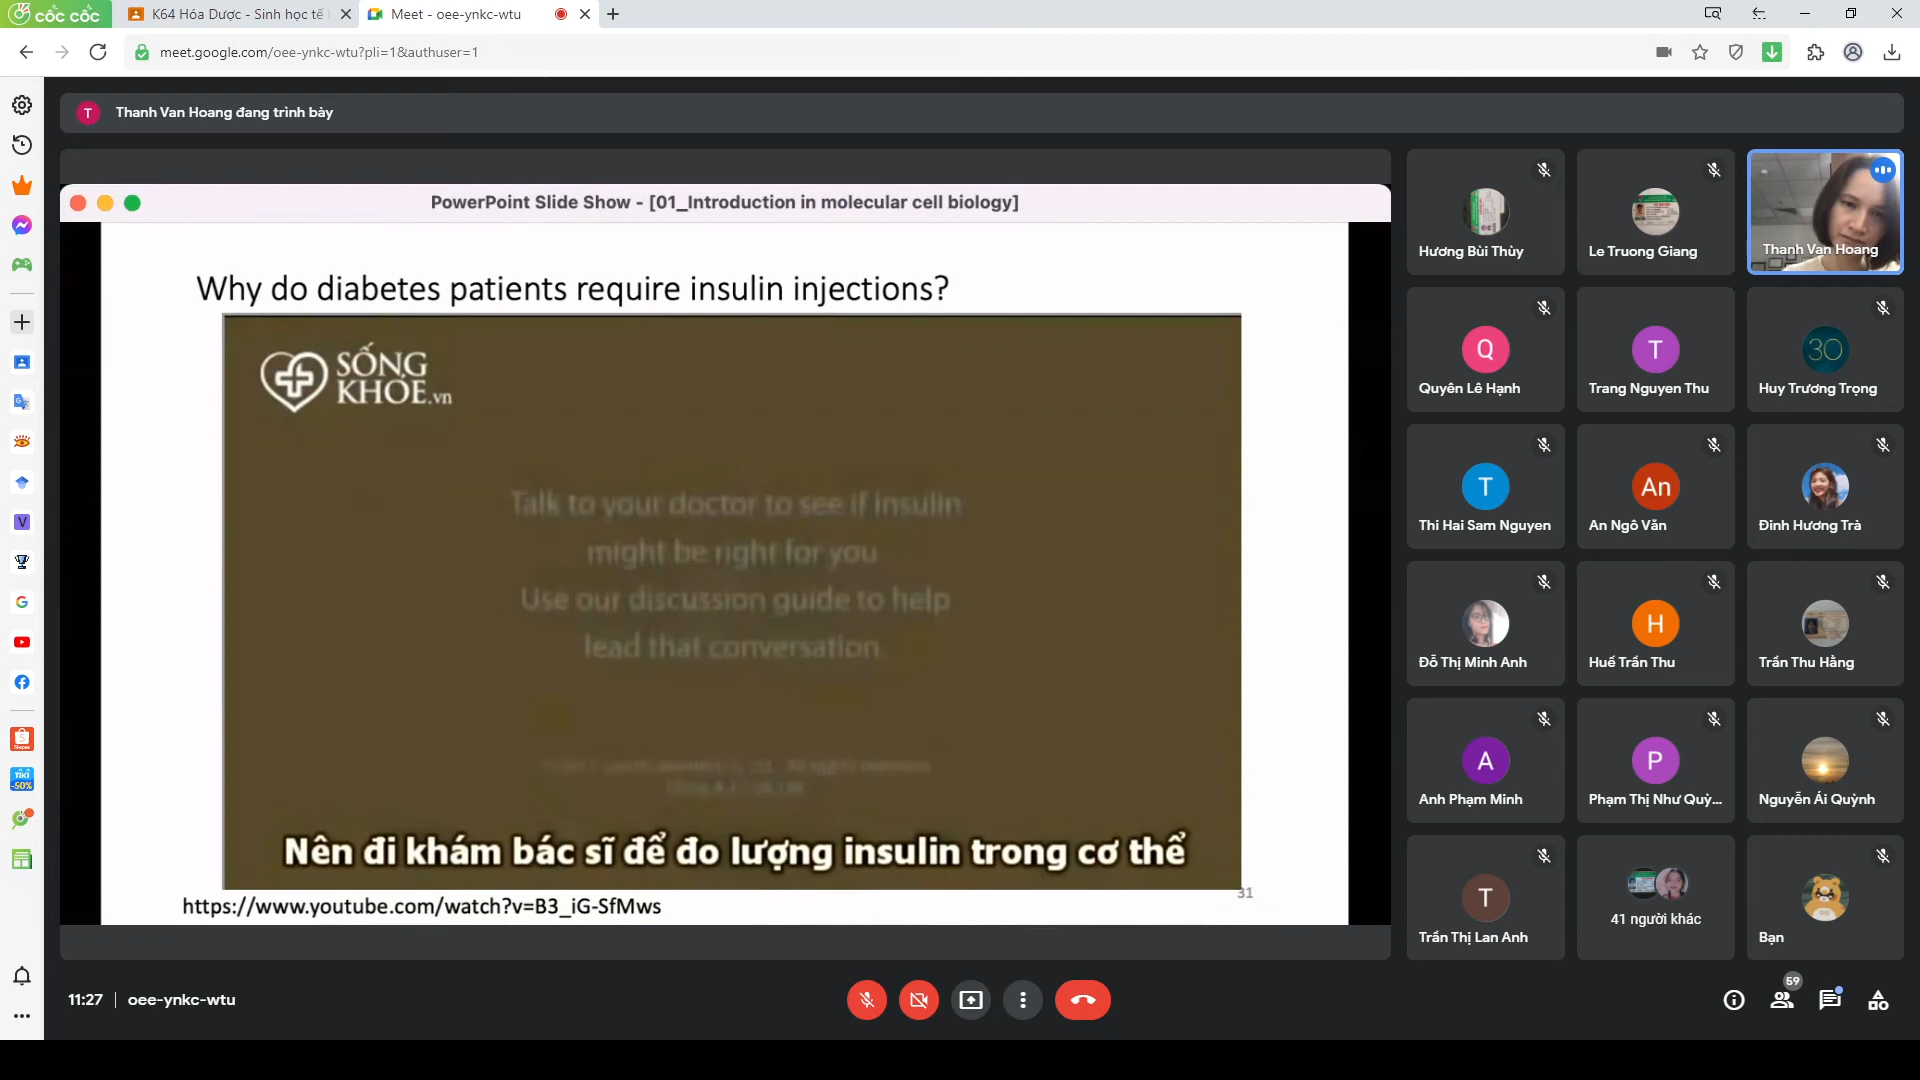 cốc cốc
K64 Hóa Dược - Sinh học tế
Meet - oee-ynkc-wtu
meet.google.com/oee-ynkc-wtu?pli=1&authuser=1
T
Thanh Van Hoang đang trình bày
PowerPoint Slide Show - [01_Introduction in molecular cell biology]
Why do diabetes patients require insulin injections?
SỐNG
KHỎE.vn
Talk to your doctor to see if insulin
might be right for you
Use our discussion guide to help
lead that conversation
Nên đi khám bác sĩ để đo lượng insulin trong cơ thể
31
https://www.youtube.com/watch?v=B3_iG-SfMws
Hương Bùi Thùy
Le Truong Giang
Thanh Van Hoang
Q
Quyên Lê Hạnh
T
Trang Nguyen Thu
30
Huy Trương Trọng
T
Thi Hai Sam Nguyen
An
An Ngô Văn
Đinh Hương Trà
Đỗ Thị Minh Anh
H
Huế Trần Thu
Trần Thu Hằng
A
Anh Phạm Minh
P
Phạm Thị Như Quỳ...
Nguyễn Ái Quỳnh
T
Trần Thị Lan Anh
41 người khác
Bạn
V
G
Shopee
TIKI
-50%
11:27
oee-ynkc-wtu
59